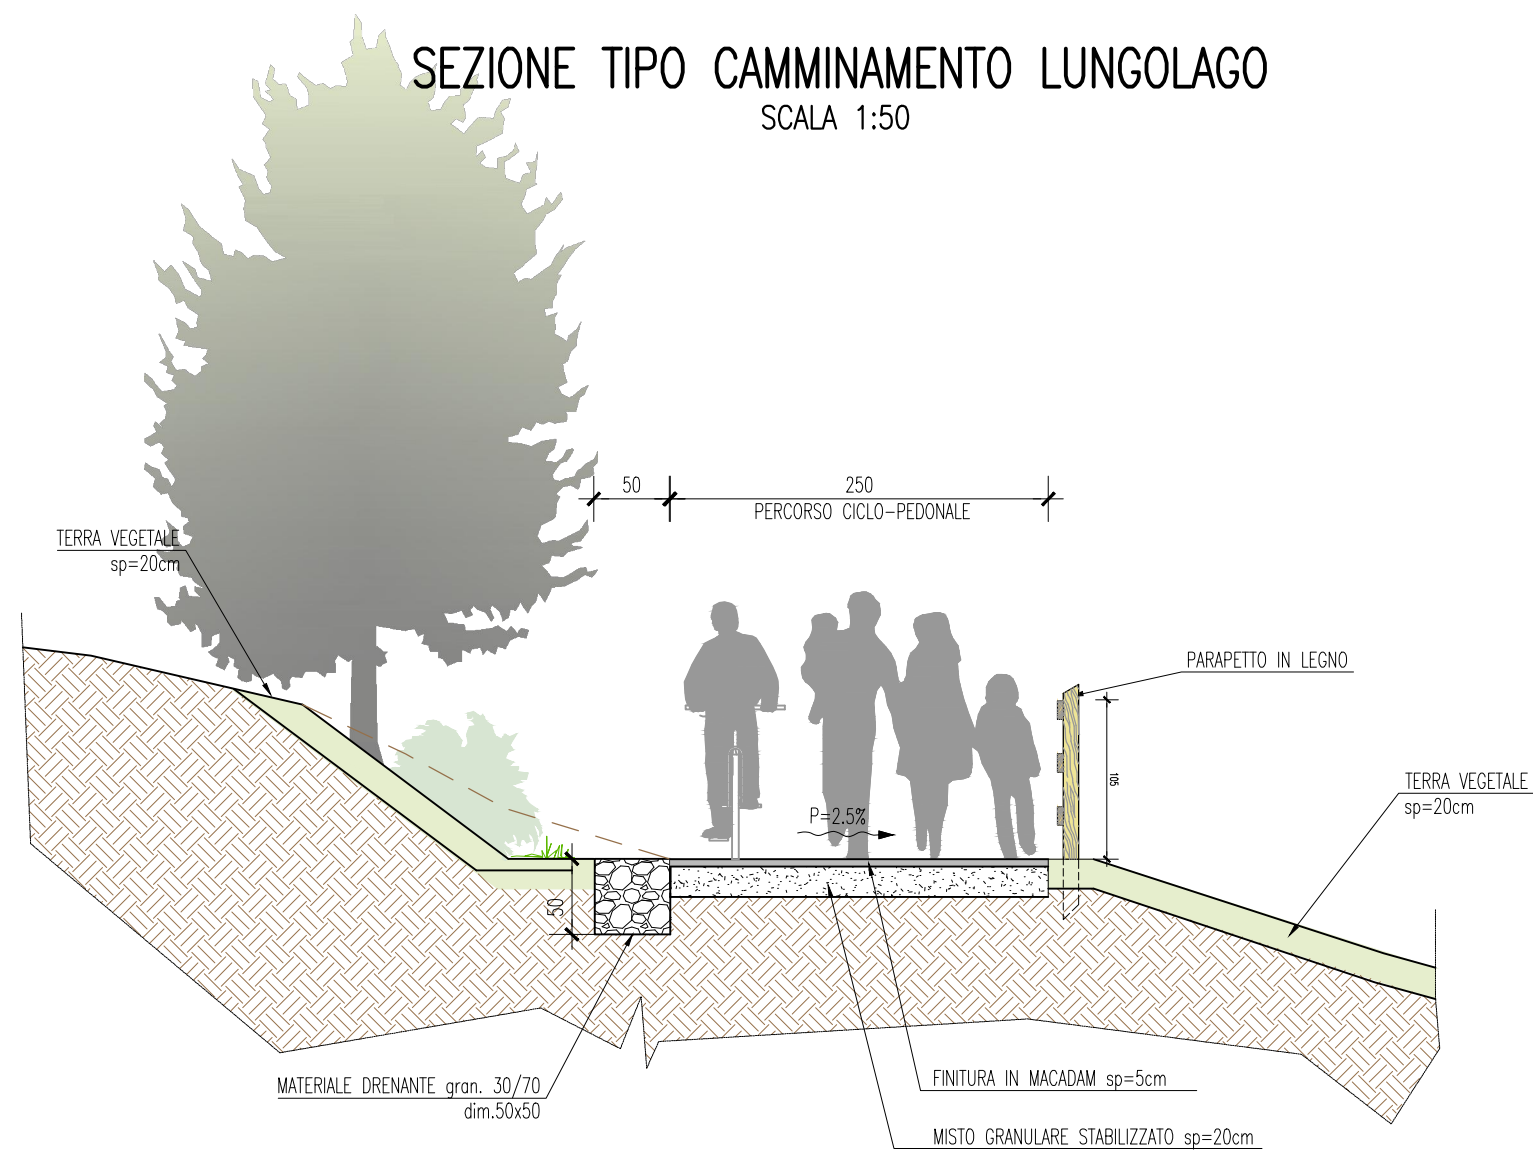 SEZIONE TIPO CAMMINAMENTO LUNGOLAGO
SCALA 1:50
50
250
PERCORSO CICLO-PEDONALE
TERRA VEGETALE
sp=20cm
PARAPETTO IN LEGNO
105
TERRA VEGETALE
sp=20cm
P=2.5%
50
MATERIALE DRENANTE gran. 30/70
dim.50x50
FINITURA IN MACADAM sp=5cm
MISTO GRANULARE STABILIZZATO sp=20cm